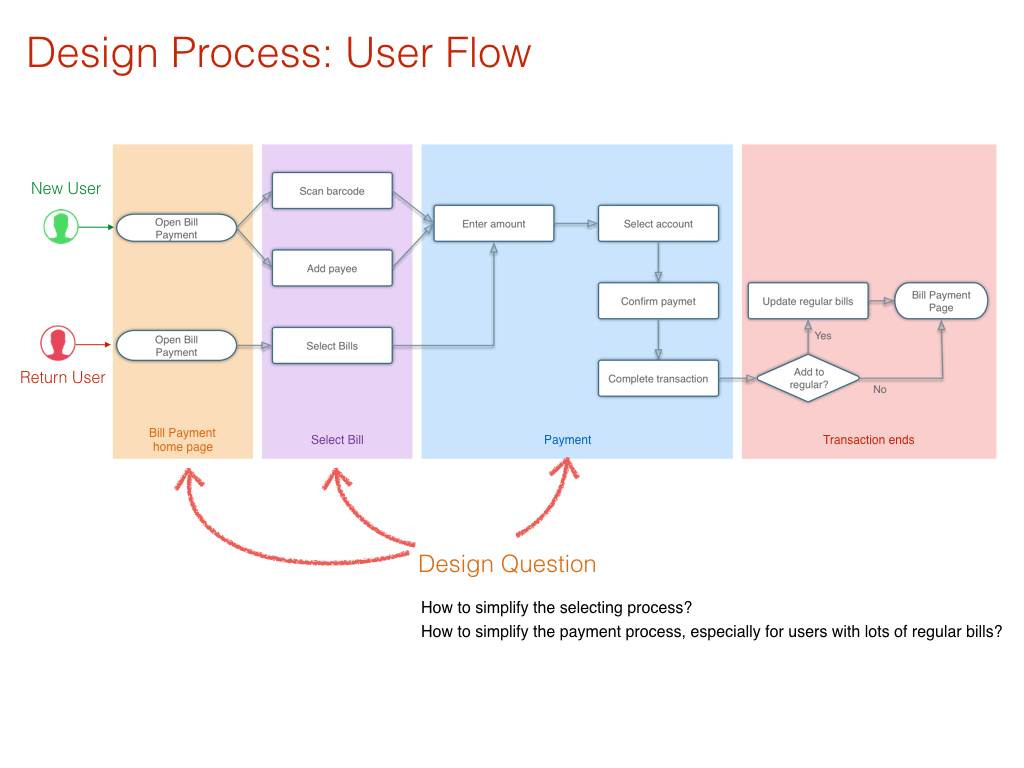 Design Process: User Flow
New User
Open Bill
Payment
Scan barcode
Add payee
Enter amount
Select account
Confirm paymet
Complete transaction
Update regular bills
Bill Payment
Page
Yes
Add to
regular?
No
Open Bill
Payment
Select Bills
Return User
Bill Payment
home page
Select Bill
Payment
Transaction ends
Design Question
How to simplify the selecting process?
How to simplify the payment process, especially for users with lots of regular bills?